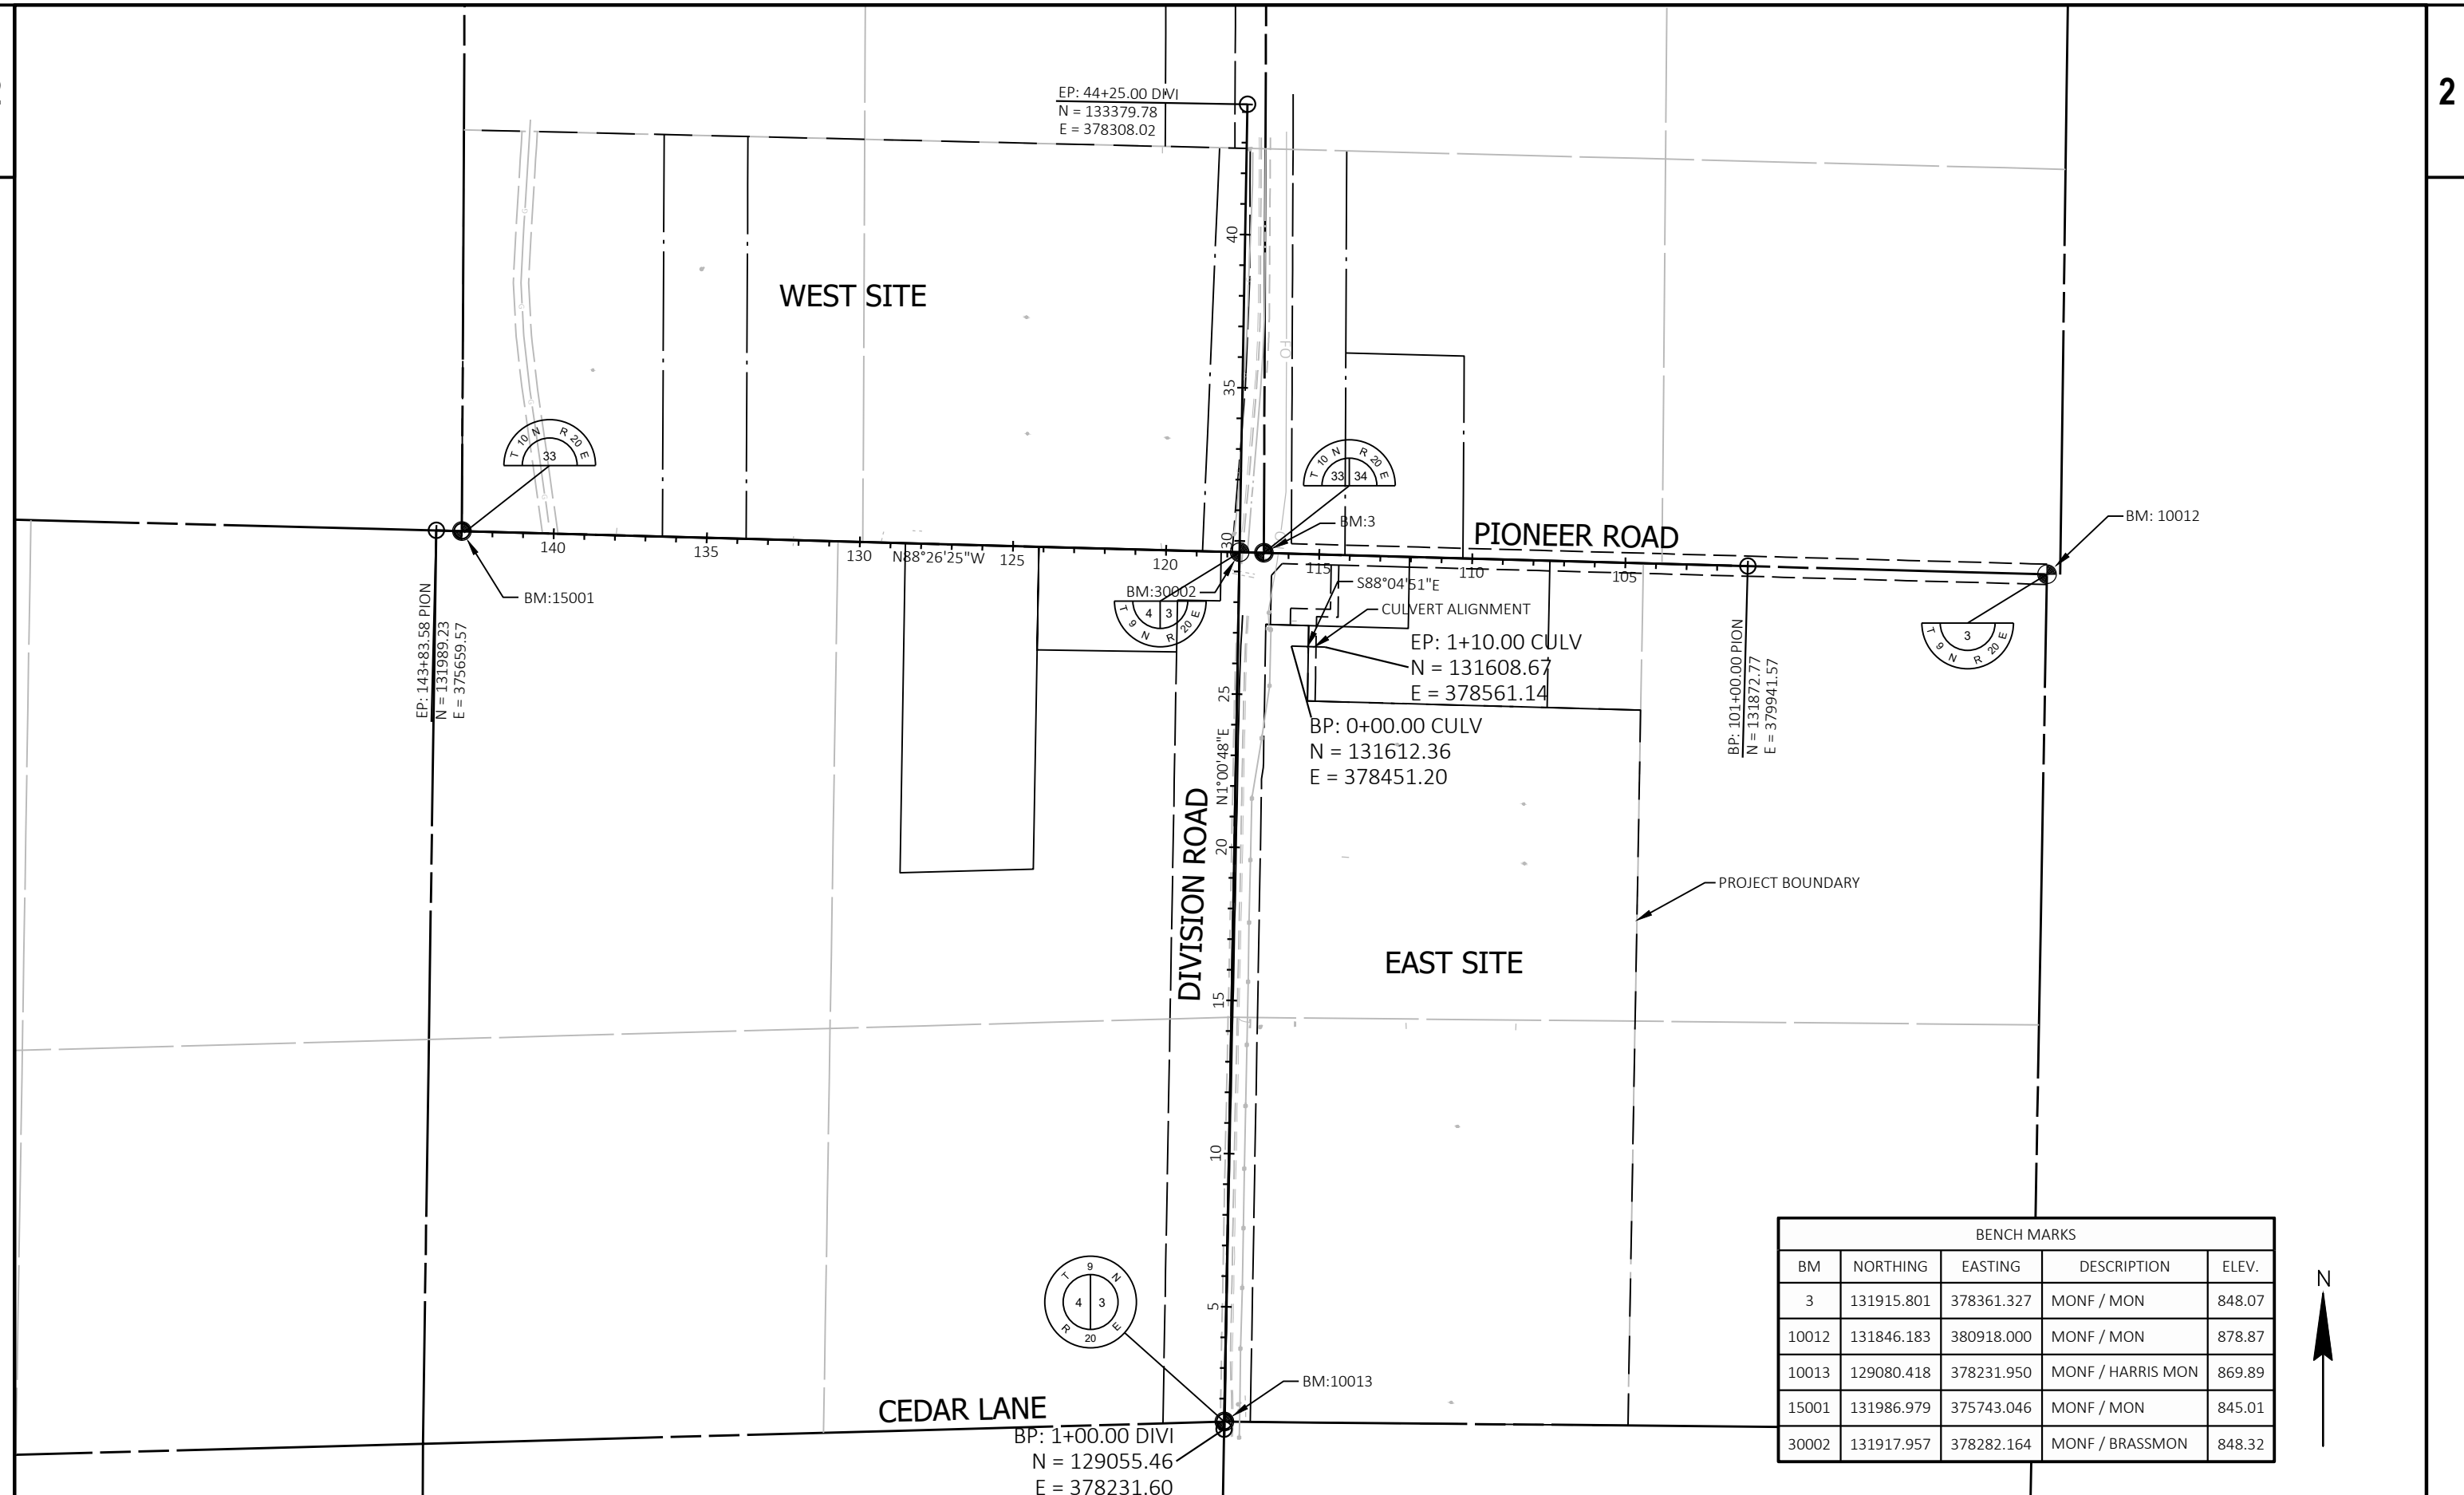 2
EP: 44+25.00 DIVI
N = 133379.78
E = 378308.02
40
WEST SITE
FO
35
T 10 N R 20 E
33
T 10 N R 20 E
33 34
BM:3
PIONEER ROAD
BM: 10012
30
140
135
130
N88°26'25"W
125
120
115
110
105
BM:15001
BM:30002
S88°04'51"E
CULVERT ALIGNMENT
4 3
T 9 N R 20 E
3
T 9 N R 20 E
EP: 143+83.58 PION
N = 131989.23
E = 375659.57
EP: 1+10.00 CULV
N = 131608.67
E = 378561.14
BP: 101+00.00 PION
N = 131872.77
E = 379941.57
25
BP: 0+00.00 CULV
N = 131612.36
E = 378451.20
N1°00'48"E
20
DIVISION ROAD
PROJECT BOUNDARY
EAST SITE
15
10
5
T 9 N
4 3
R 20 E
BM:10013
CEDAR LANE
BP: 1+00.00 DIVI
N = 129055.46
E = 378231.60
BENCH MARKS
BM NORTHING EASTING DESCRIPTION ELEV.
3 131915.801 378361.327 MONF / MON 848.07
10012 131846.183 380918.000 MONF / MON 878.87
10013 129080.418 378231.950 MONF / HARRIS MON 869.89
15001 131986.979 375743.046 MONF / MON 845.01
30002 131917.957 378282.164 MONF / BRASSMON 848.32
N